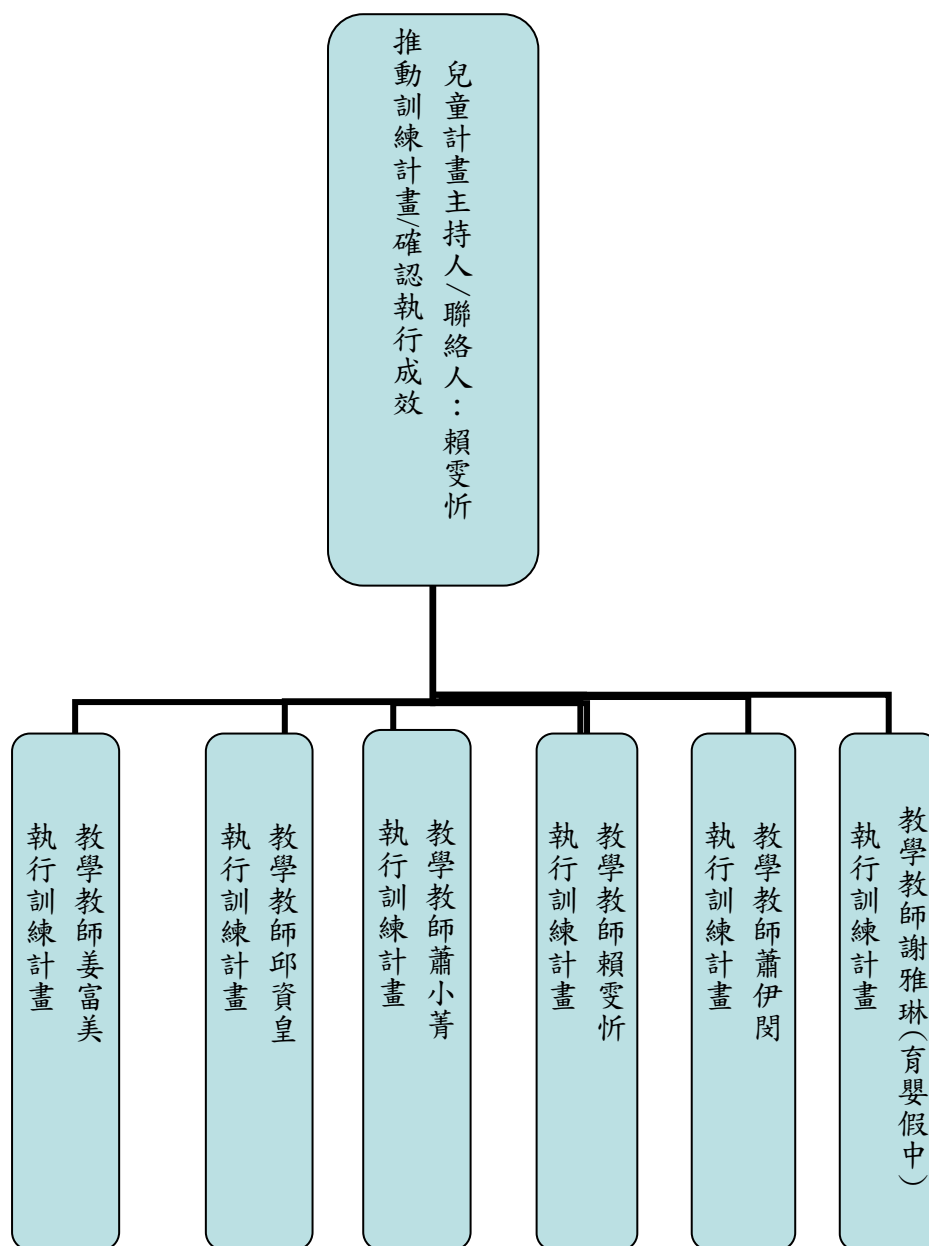 兒童計畫主持人/聯絡人：賴雯忻
推動訓練計畫/確認執行成效
教學教師姜富美
執行訓練計畫
教學教師邱資皇
執行訓練計畫
教學教師蕭小菁
執行訓練計畫
教學教師賴雯忻
執行訓練計畫
教學教師蕭伊閔
執行訓練計畫
教學教師謝雅琳(育嬰假中)
執行訓練計畫